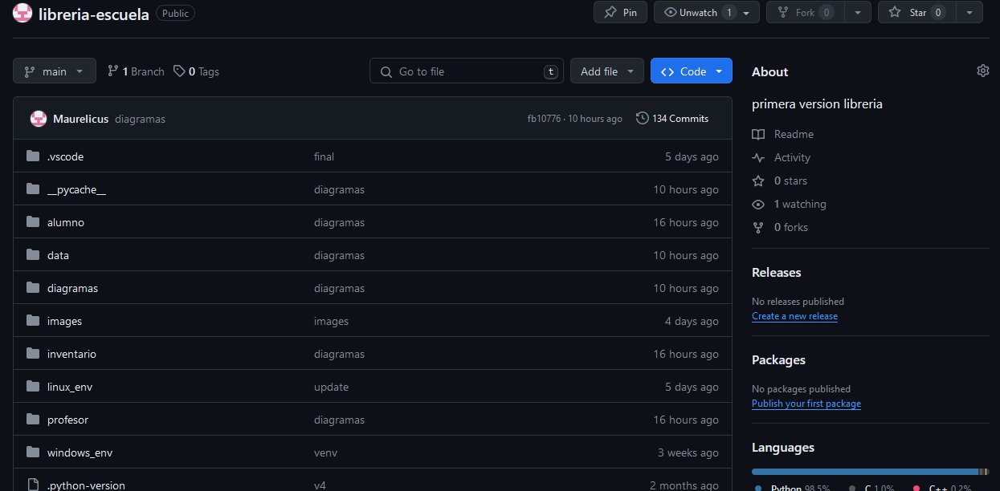 libreria-escuela Public Pin Unwatch 1 Fork 0 Star 0
main 1 Branch 0 Tags Go to file t Add file Code
Maurelicus diagramas fb10776 · 10 hours ago 134 Commits
.vscode final 5 days ago
__pycache__ diagramas 10 hours ago
alumno diagramas 16 hours ago
data diagramas 10 hours ago
diagramas diagramas 10 hours ago
images images 4 days ago
inventario diagramas 16 hours ago
linux_env update 5 days ago
profesor diagramas 16 hours ago
windows_env venv 3 weeks ago
.python-version v4 2 months ago
About
primera version libreria
Readme
Activity
0 stars
1 watching
0 forks
Releases
No releases published
Create a new release
Packages
No packages published
Publish your first package
Languages
Python 98.5% C 1.0% C++ 0.2%